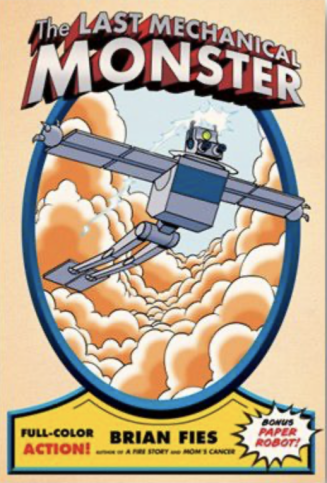 The LAST MECHANICAL
MONSTER
FULL-COLOR
ACTION!
BRIAN FIES
AUTHOR OF A FIRE STORY AND MOM'S CANCER
BONUS
PAPER
ROBOT!